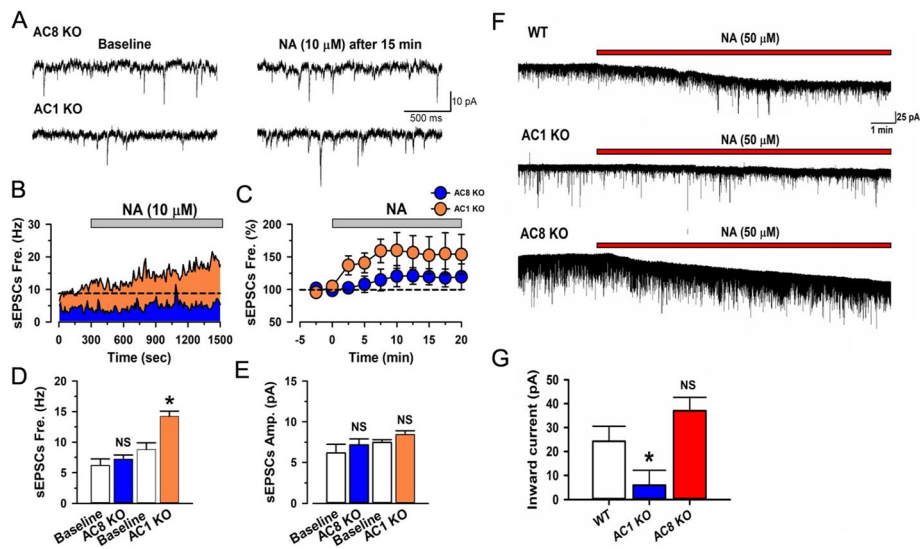 A
AC8 KO
Baseline
NA (10 μM) after 15 min
10 pA
500 ms
AC1 KO
B
NA (10 μM)
sEPSCs Fre. (Hz)
30
20
10
0
0 300 600 900 1200 1500
Time (sec)
C
AC8 KO
AC1 KO
NA
sEPSCs Fre. (%)
200
150
100
50
-5 0 5 10 15 20
Time (min)
D
sEPSCs Fre. (Hz)
20
15
10
5
0
NS
*
Baseline
AC8 KO
Baseline
AC1 KO
E
sEPSCs Amp. (pA)
15
10
5
0
NS
NS
Baseline
AC8 KO
Baseline
AC1 KO
F
WT
NA (50 μM)
25 pA
1 min
AC1 KO
NA (50 μM)
AC8 KO
NA (50 μM)
G
Inward current (pA)
50
40
30
20
10
0
*
NS
WT
AC1 KO
AC8 KO